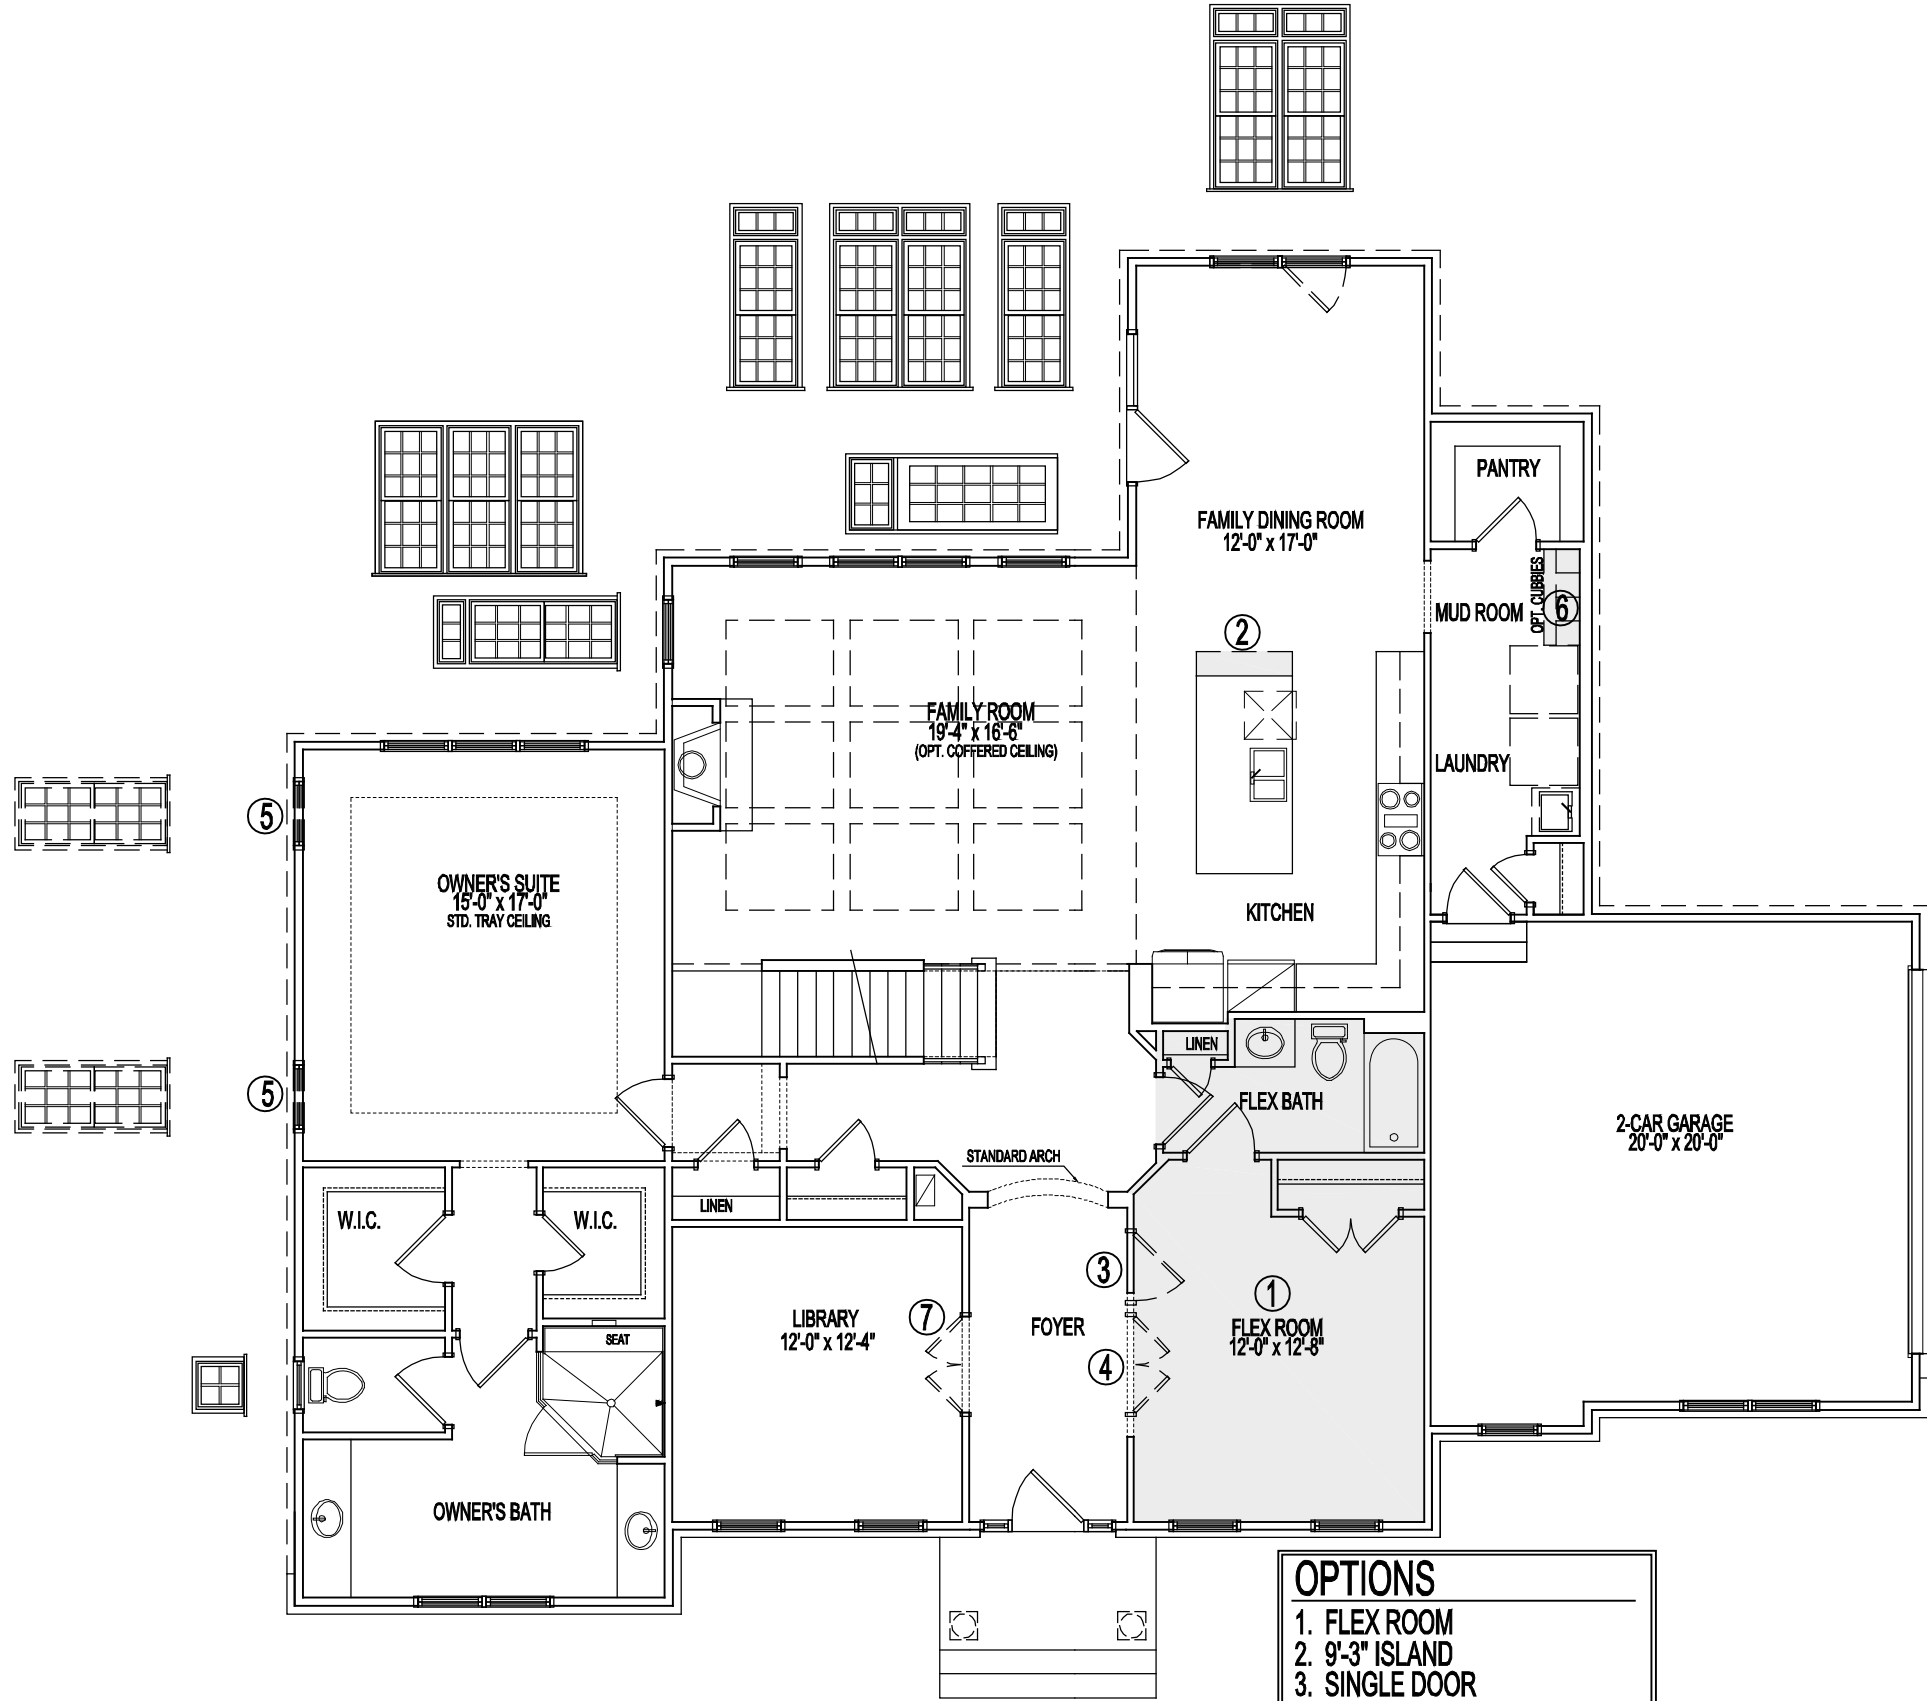 PANTRY
FAMILY DINING ROOM
12'-0" x 17'-0"
OPT. CUBBIES
6
MUD ROOM
2
FAMILY ROOM
19'-4" x 16'-6"
(OPT. COFFERED CEILING)
LAUNDRY
5
OWNER'S SUITE
15'-0" x 17'-0"
STD. TRAY CEILING
KITCHEN
LINEN
5
FLEX BATH
2-CAR GARAGE
20'-0" x 20'-0"
STANDARD ARCH
LINEN
W.I.C.
W.I.C.
3
1
7
LIBRARY
12'-0" x 12'-4"
FOYER
FLEX ROOM
12'-0" x 12'-8"
SEAT
4
OWNER'S BATH
OPTIONS
1. FLEX ROOM
2. 9'-3" ISLAND
3. SINGLE DOOR